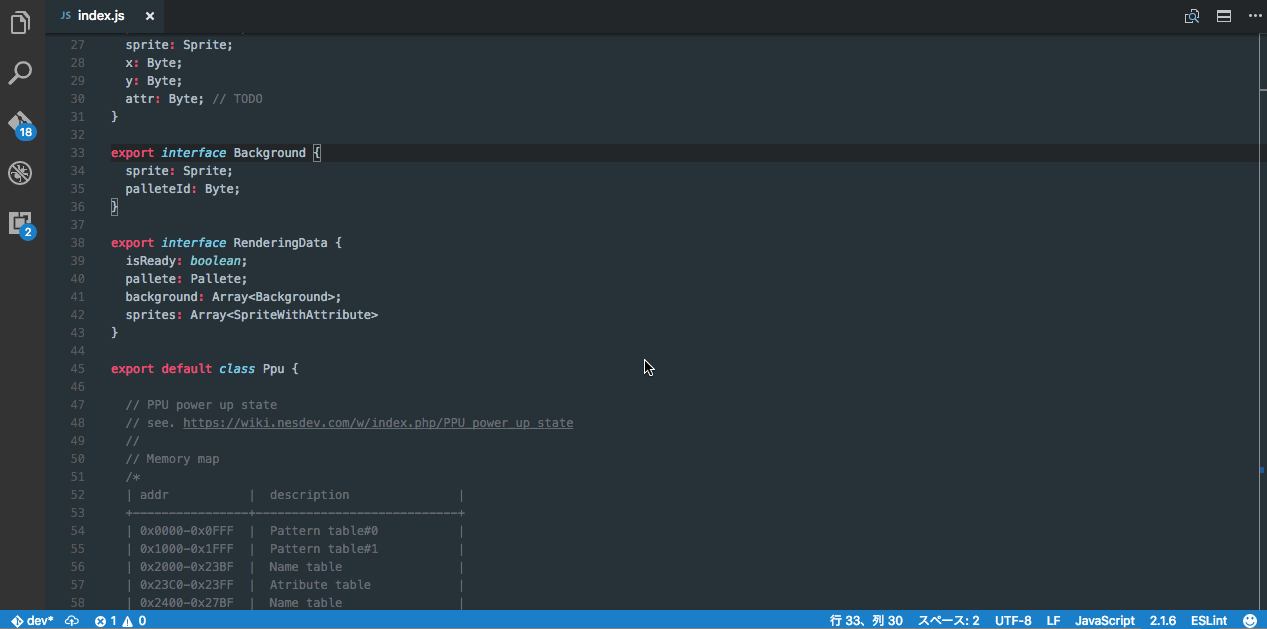 JS index.js ×
27 sprite: Sprite;
28 x: Byte;
29 y: Byte;
30 attr: Byte; // TODO
31 }
32
33 export interface Background {
34 sprite: Sprite;
35 palleteId: Byte;
36 }
37
38 export interface RenderingData {
39 isReady: boolean;
40 pallete: Pallete;
41 background: Array<Background>;
42 sprites: Array<SpriteWithAttribute>
43 }
44
45 export default class Ppu {
46
47 // PPU power up state
48 // see. https://wiki.nesdev.com/w/index.php/PPU_power_up_state
49 //
50 // Memory map
51 /*
52 | addr | description |
53 +----------------+----------------------------+
54 | 0x0000-0x0FFF | Pattern table#0 |
55 | 0x1000-0x1FFF | Pattern table#1 |
56 | 0x2000-0x23BF | Name table |
57 | 0x23C0-0x23FF | Atribute table |
58 | 0x2400-0x27BF | Name table |
18
2
dev* 1 0 行 33、列 30 スペース: 2 UTF-8 LF JavaScript 2.1.6 ESLint